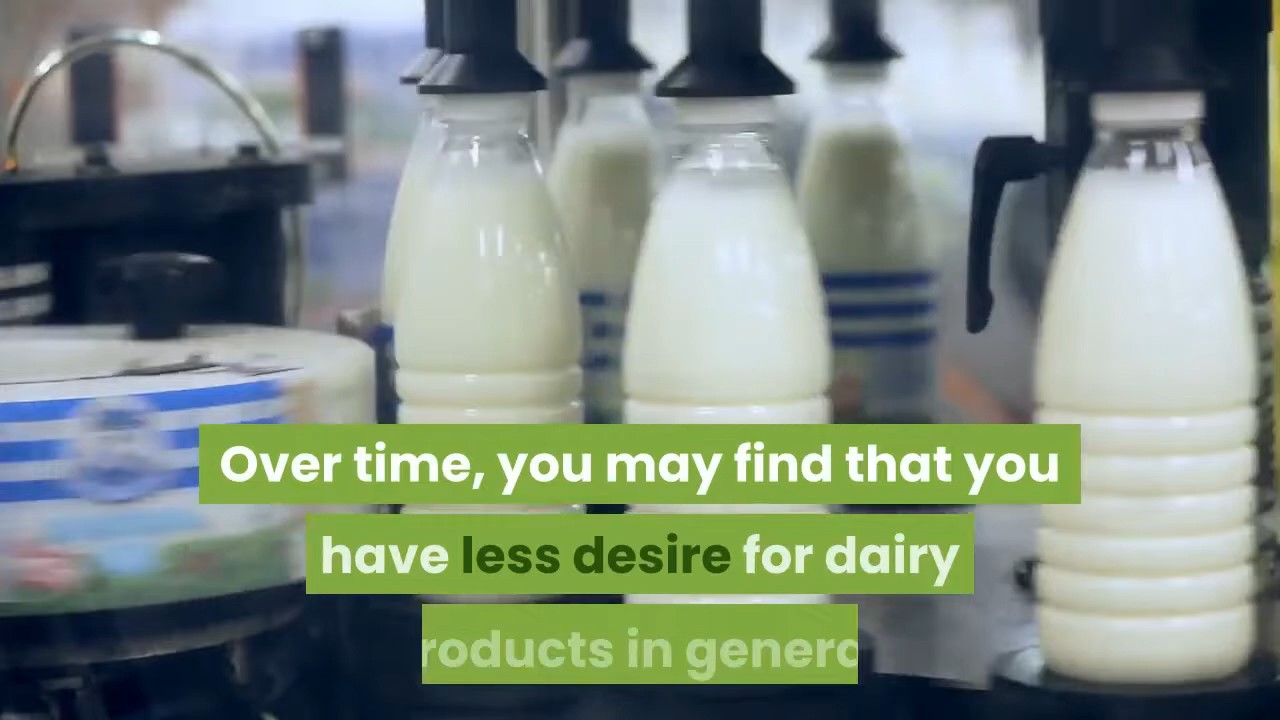 Over time, you may find that you
have less desire for dairy
roducts in genera